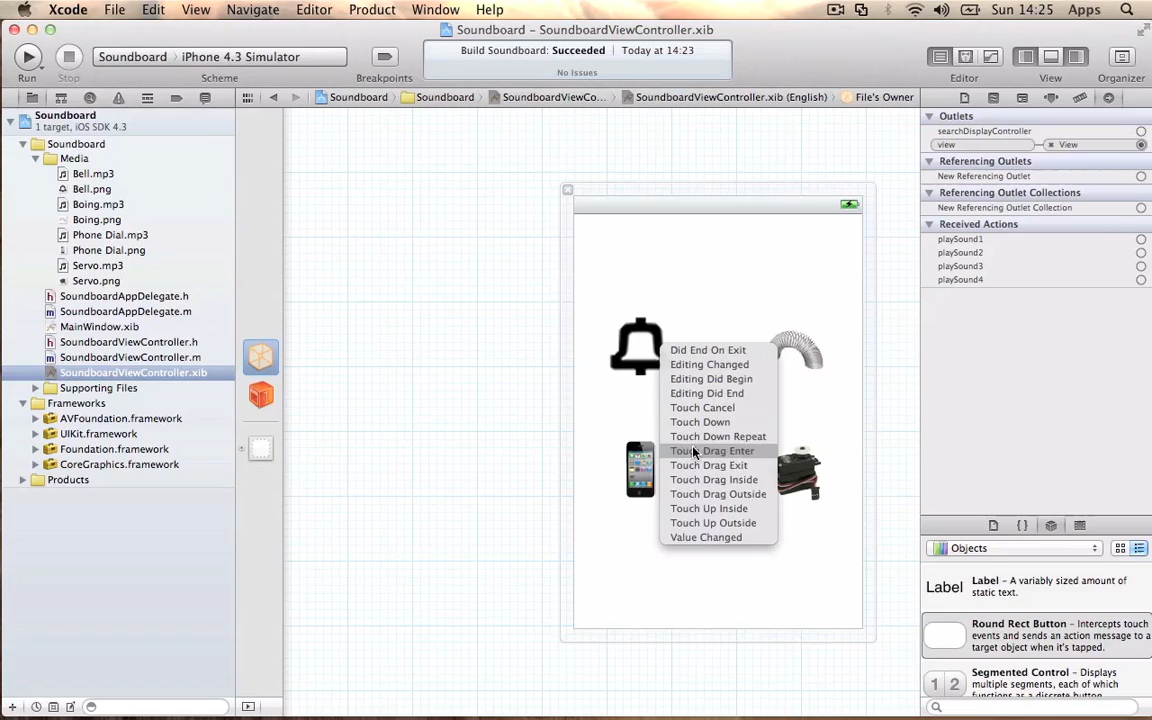 Xcode File Edit View Navigate Editor Product Window Help Sun 14:25 Apps
Soundboard - SoundboardViewController.xib
Build Soundboard: Succeeded | Today at 14:23
No Issues
Soundboard iPhone 4.3 Simulator
Run Stop Scheme Breakpoints Editor View Organizer
Soundboard Soundboard SoundboardViewCo... SoundboardViewController.xib (English) File's Owner
Soundboard
1 target, iOS SDK 4.3
Soundboard
Media
Bell.mp3
Bell.png
Boing.mp3
Boing.png
Phone Dial.mp3
Phone Dial.png
Servo.mp3
Servo.png
SoundboardAppDelegate.h
SoundboardAppDelegate.m
MainWindow.xib
SoundboardViewController.h
SoundboardViewController.m
SoundboardViewController.xib
Supporting Files
Frameworks
AVFoundation.framework
UIKit.framework
Foundation.framework
CoreGraphics.framework
Products
Did End On Exit
Editing Changed
Editing Did Begin
Editing Did End
Touch Cancel
Touch Down
Touch Down Repeat
Touch Drag Enter
Touch Drag Exit
Touch Drag Inside
Touch Drag Outside
Touch Up Inside
Touch Up Outside
Value Changed
Outlets
searchDisplayController
view View
Referencing Outlets
New Referencing Outlet
Referencing Outlet Collections
New Referencing Outlet Collection
Received Actions
playSound1
playSound2
playSound3
playSound4
Objects
Label
Label - A variably sized amount of
static text.
Round Rect Button - Intercepts touch
events and sends an action message to a
target object when it's tapped.
1 2
Segmented Control - Displays
multiple segments, each of which
functions as a discrete button.